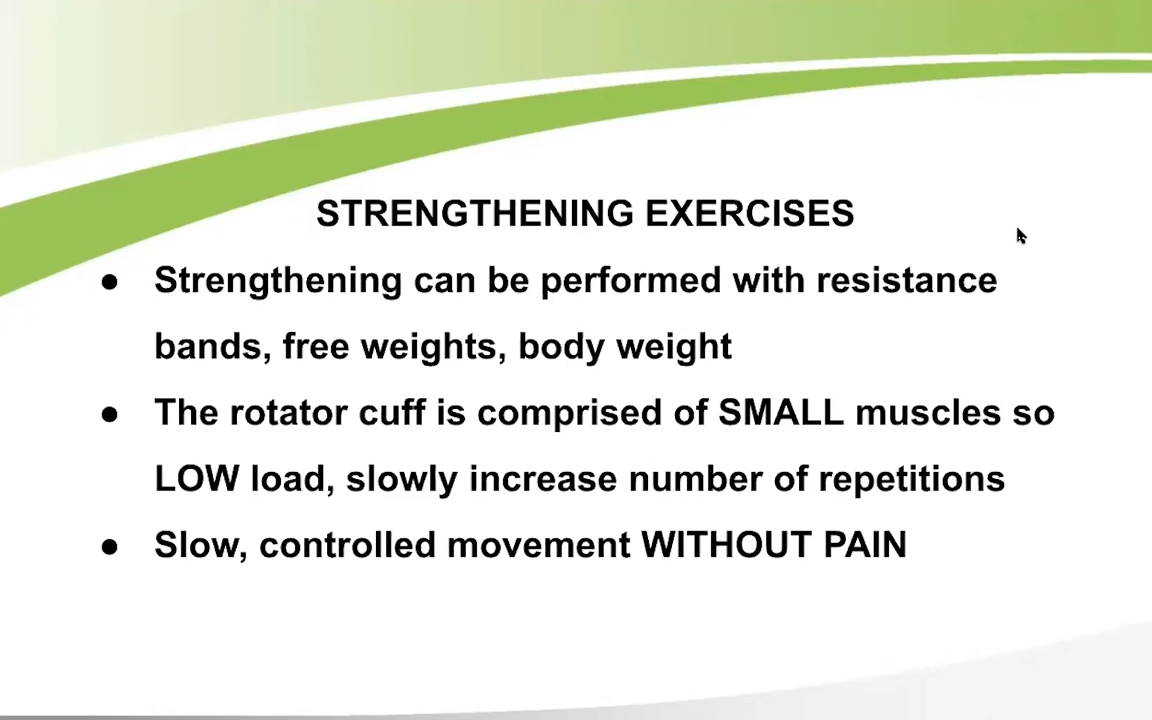 STRENGTHENING EXERCISES
● Strengthening can be performed with resistance
bands, free weights, body weight
● The rotator cuff is comprised of SMALL muscles so
LOW load, slowly increase number of repetitions
● Slow, controlled movement WITHOUT PAIN